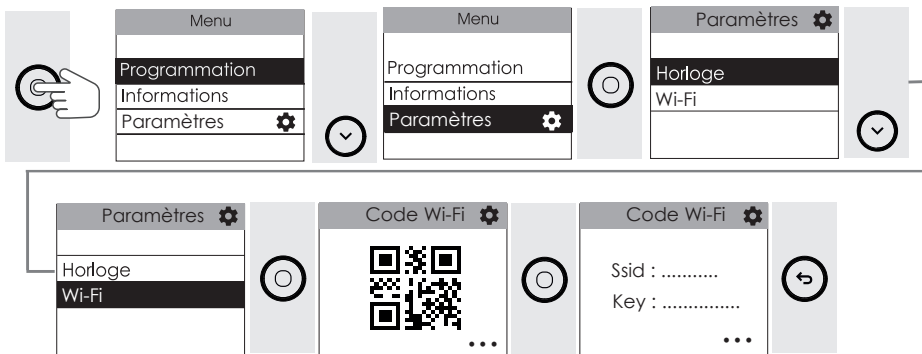 Menu
Programmation
Informations
Paramètres
Menu
Programmation
Informations
Paramètres
Paramètres
Horloge
Wi-Fi
Paramètres
Horloge
Wi-Fi
Code Wi-Fi
...
Code Wi-Fi
Ssid : ...........
Key : ...............
...